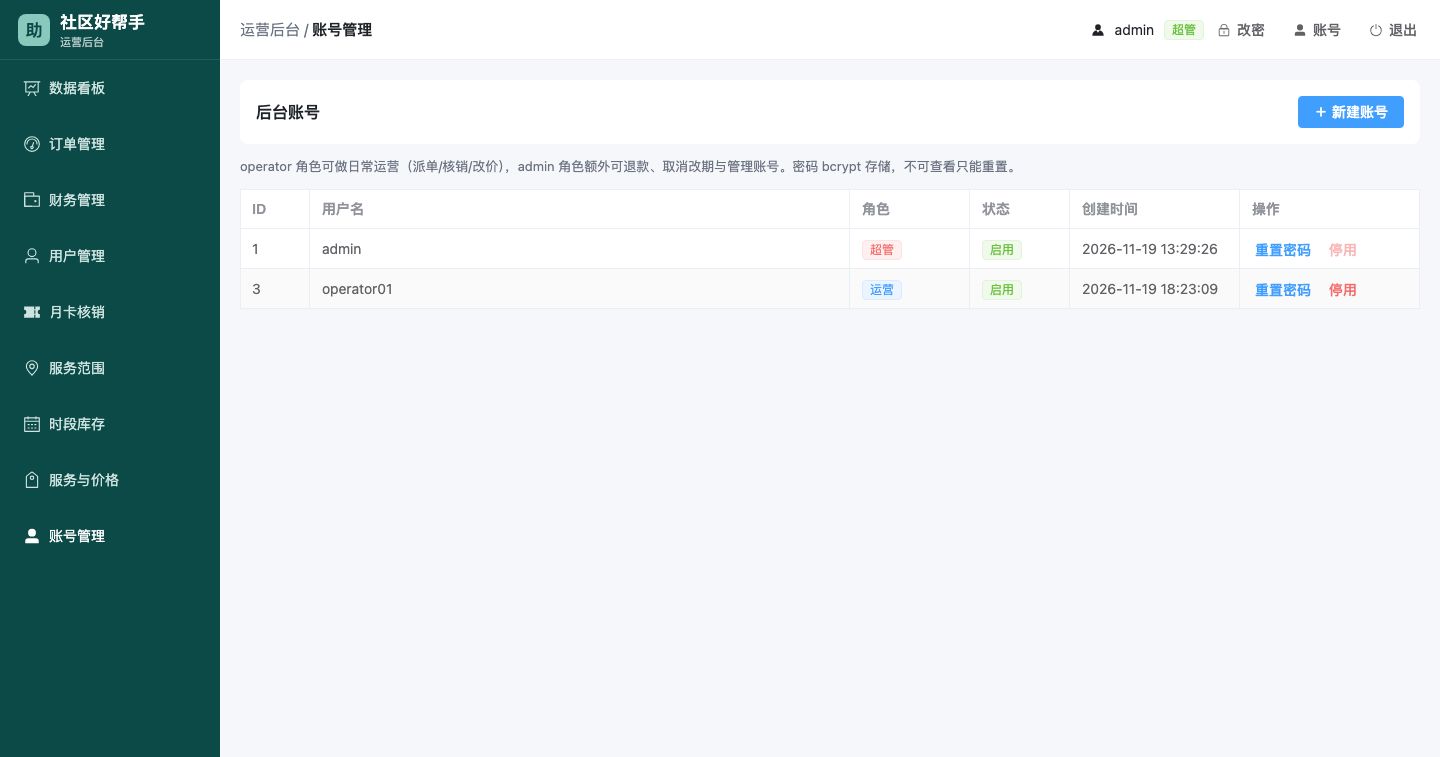 助
社区好帮手
运营后台
数据看板
订单管理
财务管理
用户管理
月卡核销
服务范围
时段库存
服务与价格
账号管理
运营后台 / 账号管理
admin 超管 改密 账号 退出
后台账号
+ 新建账号
operator 角色可做日常运营（派单/核销/改价），admin 角色额外可退款、取消改期与管理账号。密码 bcrypt 存储，不可查看只能重置。
ID 用户名 角色 状态 创建时间 操作
1 admin 超管 启用 2026-11-19 13:29:26 重置密码 停用
3 operator01 运营 启用 2026-11-19 18:23:09 重置密码 停用